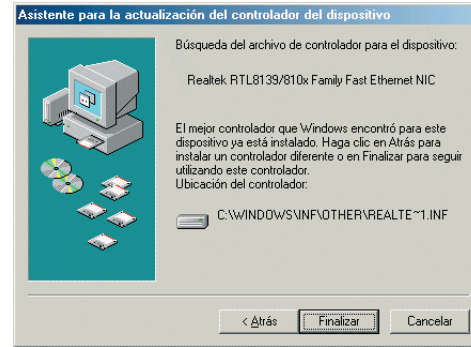 Asistente para la actualización del controlador del dispositivo
Búsqueda del archivo de controlador para el dispositivo:
Realtek RTL8139/810x Family Fast Ethernet NIC
El mejor controlador que Windows encontró para este
dispositivo ya está instalado. Haga clic en Atrás para
instalar un controlador diferente o en Finalizar para seguir
utilizando este controlador.
Ubicación del controlador:
C:\WINDOWS\INF\OTHER\REALTE~1.INF
< Atrás
Finalizar
Cancelar